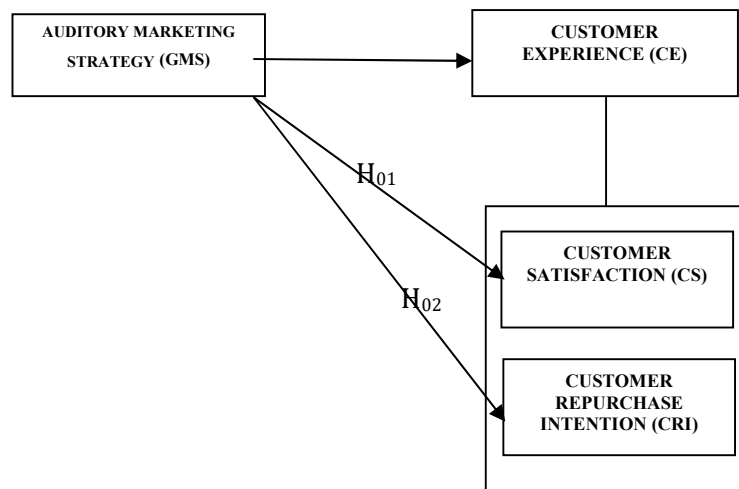 AUDITORY MARKETING
STRATEGY (GMS)
CUSTOMER
EXPERIENCE (CE)
H₀₁
CUSTOMER
SATISFACTION (CS)
H₀₂
CUSTOMER
REPURCHASE
INTENTION (CRI)